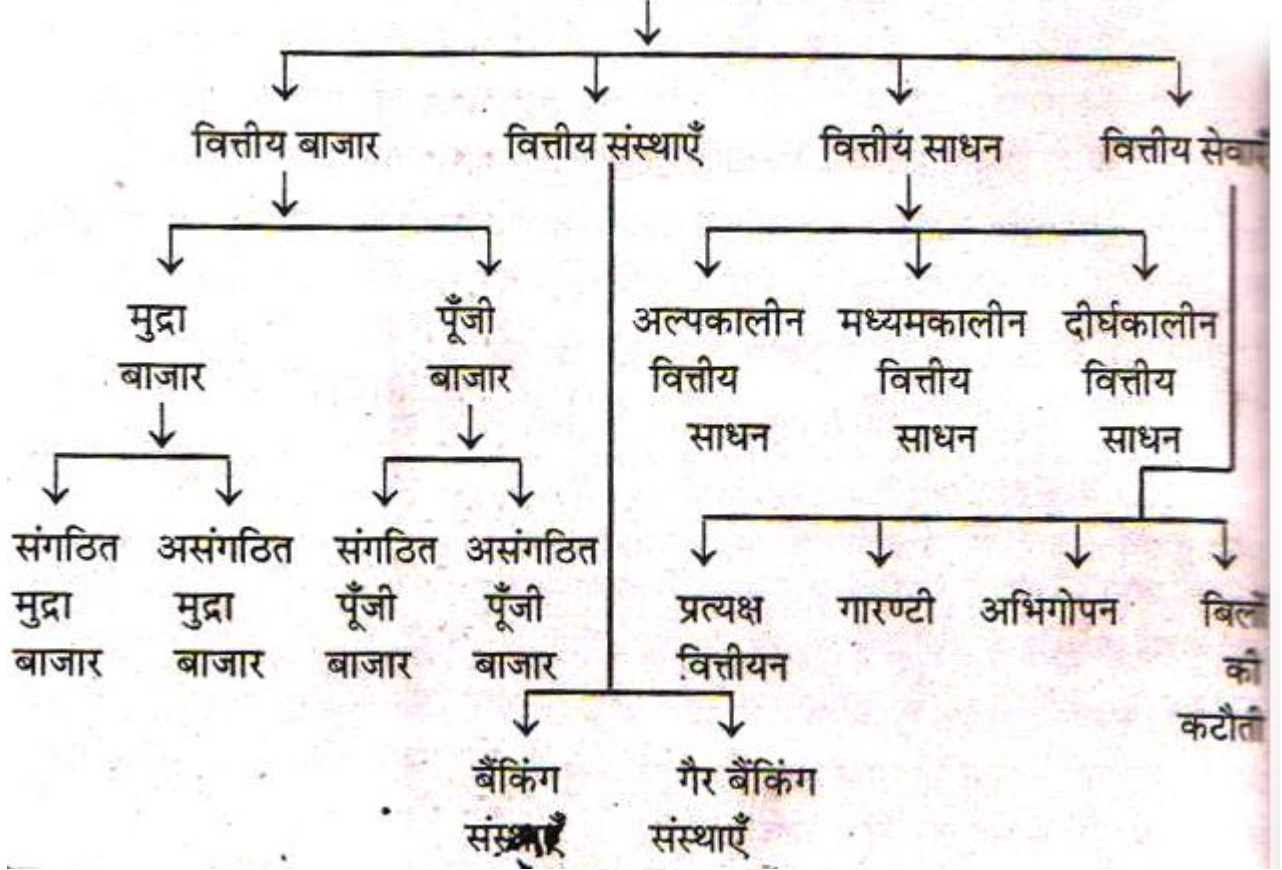 वित्तीय बाजार वित्तीय संस्थाएँ वित्तीय साधन वित्तीय सेवाएँ
मुद्रा
बाजार
पूँजी
बाजार
अल्पकालीन
वित्तीय
साधन
मध्यमकालीन
वित्तीय
साधन
दीर्घकालीन
वित्तीय
साधन
संगठित
मुद्रा
बाजार
असंगठित
मुद्रा
बाजार
संगठित
पूँजी
बाजार
असंगठित
पूँजी
बाजार
प्रत्यक्ष
वित्तीयन
गारण्टी
अभिगोपन
बिलों
की
कटौती
बैंकिंग
संस्थाएँ
गैर बैंकिंग
संस्थाएँ